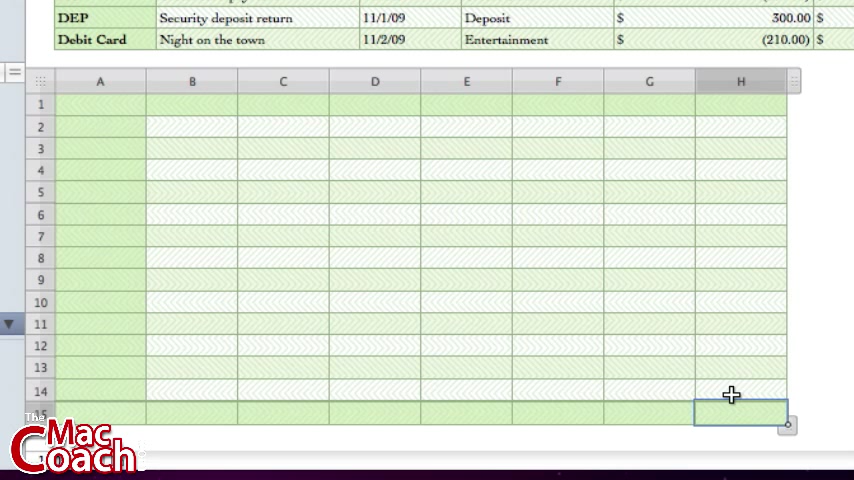 DEP Security deposit return 11/1/09 Deposit $ 300.00 $
Debit Card Night on the town 11/2/09 Entertainment $ (210.00) $
A B C D E F G H
1
2
3
4
5
6
7
8
9
10
11
12
13
14
15
The
Mac
Coach